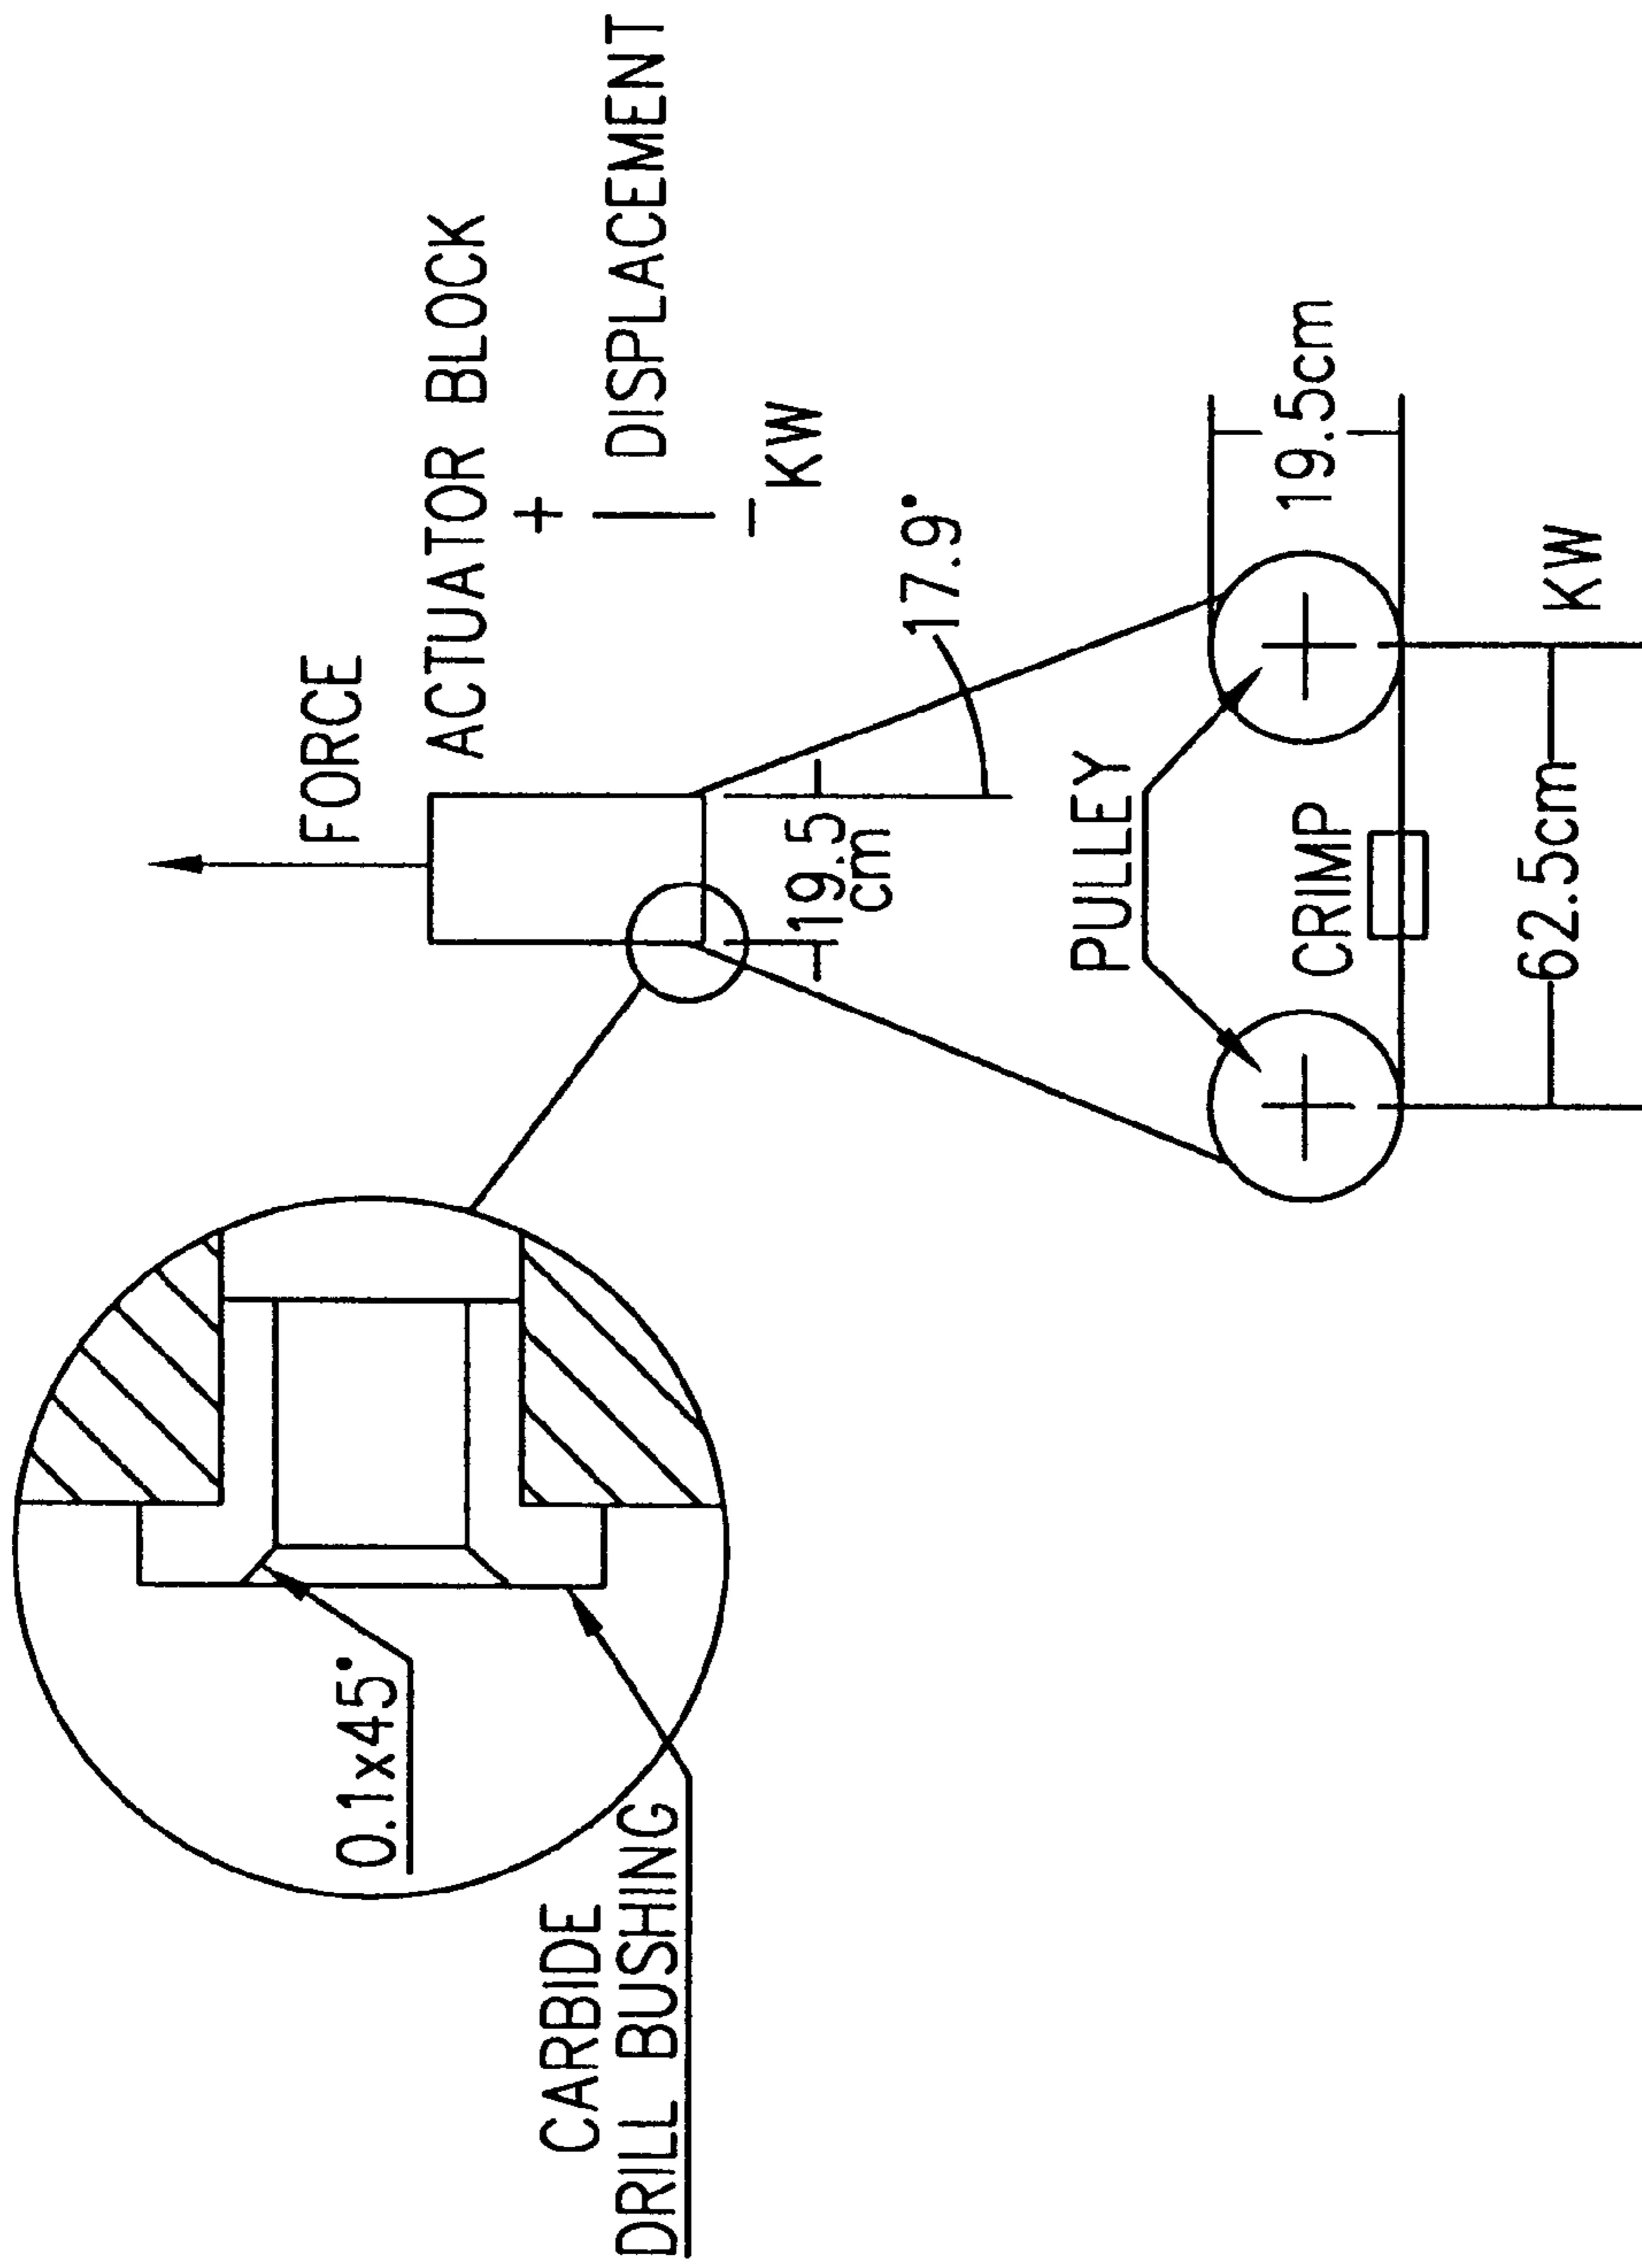 FORCE
ACTUATOR BLOCK
+
DISPLACEMENT
−
KW
0.1x45°
CARBIDE
DRILL BUSHING
19.5
cm
17.9°
PULLEY
CRIMP
19.5cm
62.5cm
KW